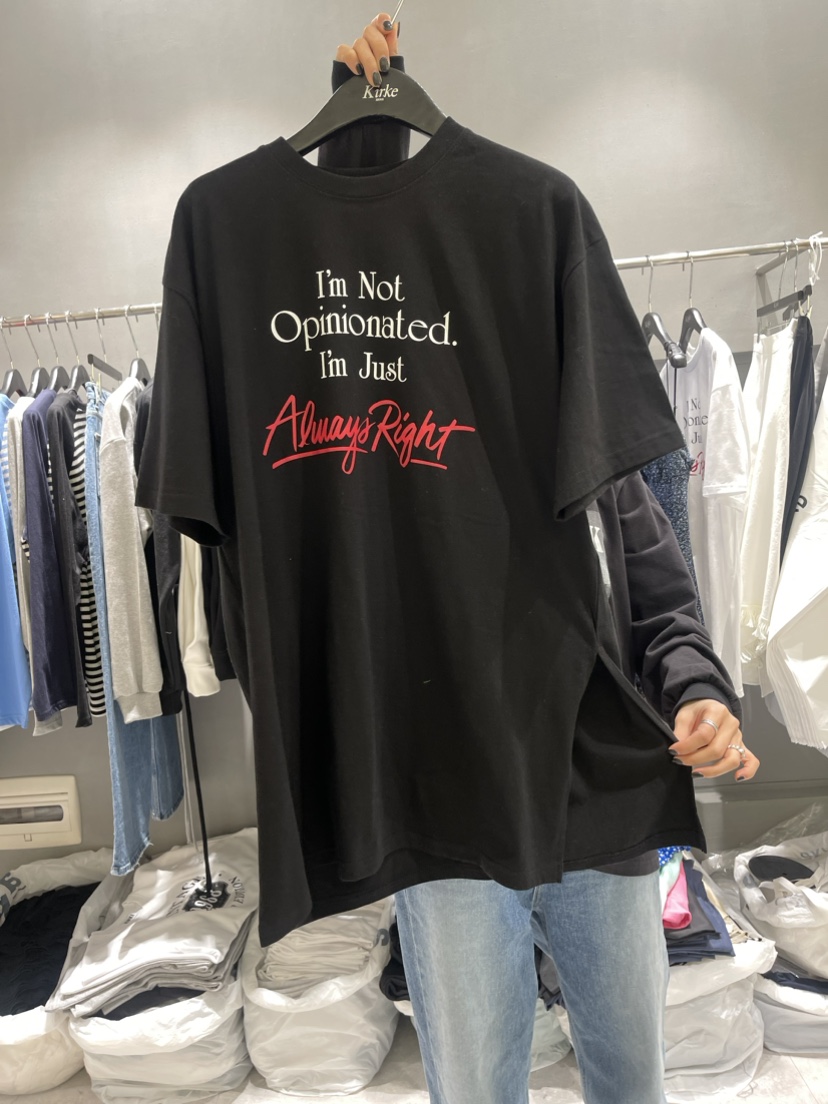 Kirke
I'm Not
Opinionated.
I'm Just
Always Right